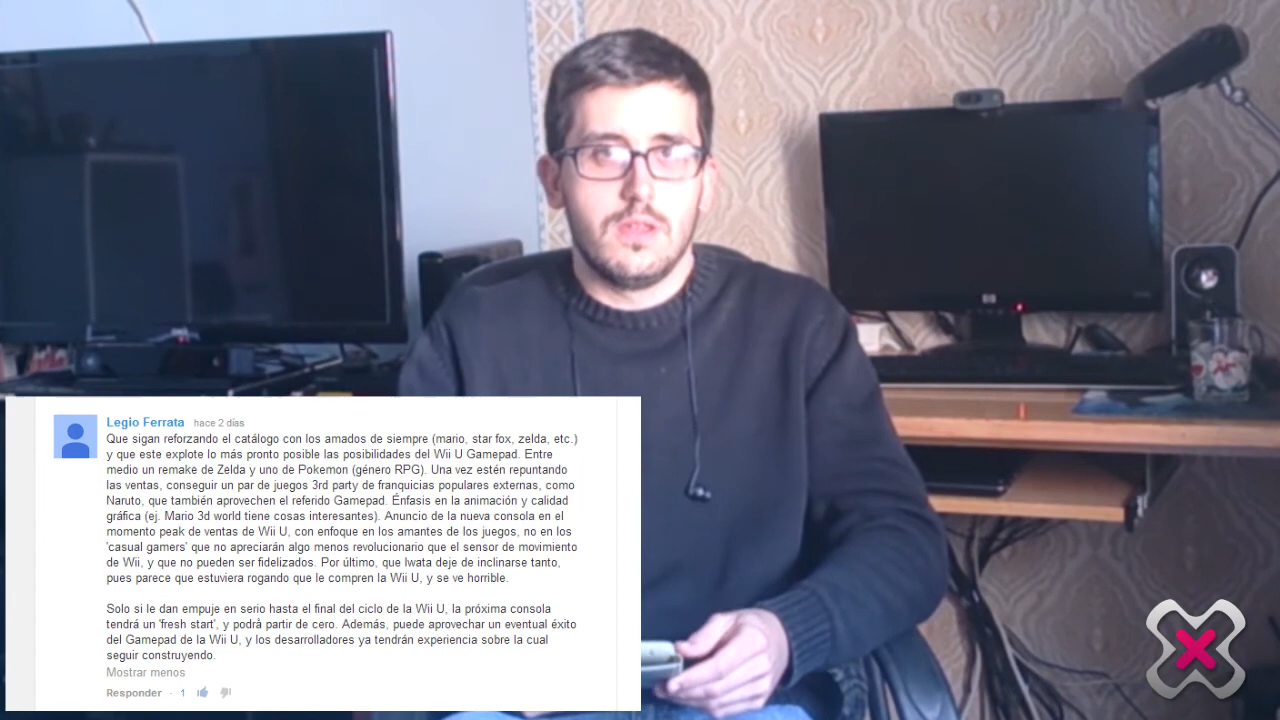 Legio Ferrata hace 2 días
Que sigan reforzando el catálogo con los amados de siempre (mario, star fox, zelda, etc.)
y que este explote lo más pronto posible las posibilidades del Wii U Gamepad. Entre
medio un remake de Zelda y uno de Pokemon (género RPG). Una vez estén repuntando
las ventas, conseguir un par de juegos 3rd party de franquicias populares externas, como
Naruto, que también aprovechen el referido Gamepad. Énfasis en la animación y calidad
gráfica (ej. Mario 3d world tiene cosas interesantes). Anuncio de la nueva consola en el
momento peak de ventas de Wii U, con enfoque en los amantes de los juegos, no en los
'casual gamers' que no apreciarán algo menos revolucionario que el sensor de movimiento
de Wii, y que no pueden ser fidelizados. Por último, que Iwata deje de inclinarse tanto,
pues parece que estuviera rogando que le compren la Wii U, y se ve horrible.
Solo si le dan empuje en serio hasta el final del ciclo de la Wii U, la próxima consola
tendrá un 'fresh start', y podrá partir de cero. Además, puede aprovechar un eventual éxito
del Gamepad de la Wii U, y los desarrolladores ya tendrán experiencia sobre la cual
seguir construyendo.
Mostrar menos
Responder · 1
hp